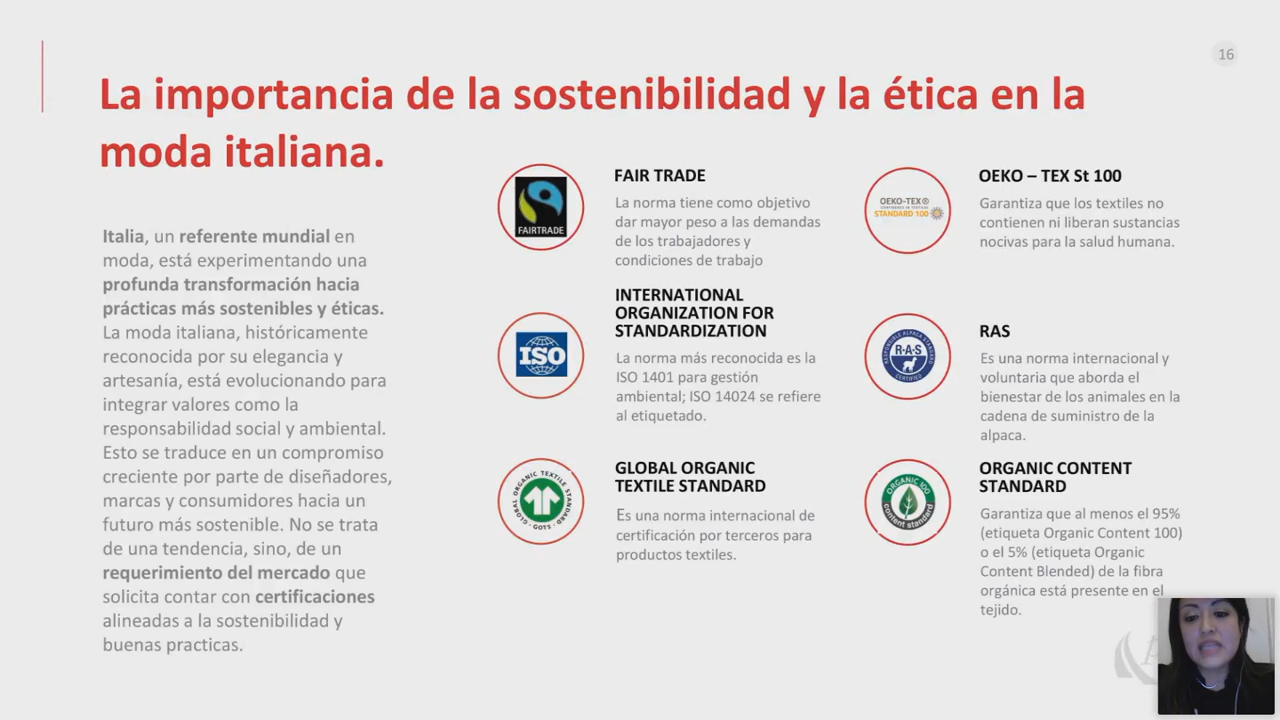 16
La importancia de la sostenibilidad y la ética en la
moda italiana.
Italia, un referente mundial en
moda, está experimentando una
profunda transformación hacia
prácticas más sostenibles y éticas.
La moda italiana, históricamente
reconocida por su elegancia y
artesanía, está evolucionando para
integrar valores como la
responsabilidad social y ambiental.
Esto se traduce en un compromiso
creciente por parte de diseñadores,
marcas y consumidores hacia un
futuro más sostenible. No se trata
de una tendencia, sino, de un
requerimiento del mercado que
solicita contar con certificaciones
alineadas a la sostenibilidad y
buenas practicas.
FAIRTRADE
FAIR TRADE
La norma tiene como objetivo
dar mayor peso a las demandas
de los trabajadores y
condiciones de trabajo
ISO
INTERNATIONAL
ORGANIZATION FOR
STANDARDIZATION
La norma más reconocida es la
ISO 1401 para gestión
ambiental; ISO 14024 se refiere
al etiquetado.
GLOBAL ORGANIC TEXTILE STANDARD · GOTS ·
GLOBAL ORGANIC
TEXTILE STANDARD
Es una norma internacional de
certificación por terceros para
productos textiles.
OEKO-TEX®
CONFIDENCE IN TEXTILES
STANDARD 100
OEKO – TEX St 100
Garantiza que los textiles no
contienen ni liberan sustancias
nocivas para la salud humana.
RESPONSIBLE ALPACA STANDARD
R·A·S
CERTIFIED
RAS
Es una norma internacional y
voluntaria que aborda el
bienestar de los animales en la
cadena de suministro de la
alpaca.
ORGANIC 100
content standard
ORGANIC CONTENT
STANDARD
Garantiza que al menos el 95%
(etiqueta Organic Content 100)
o el 5% (etiqueta Organic
Content Blended) de la fibra
orgánica está presente en el
tejido.